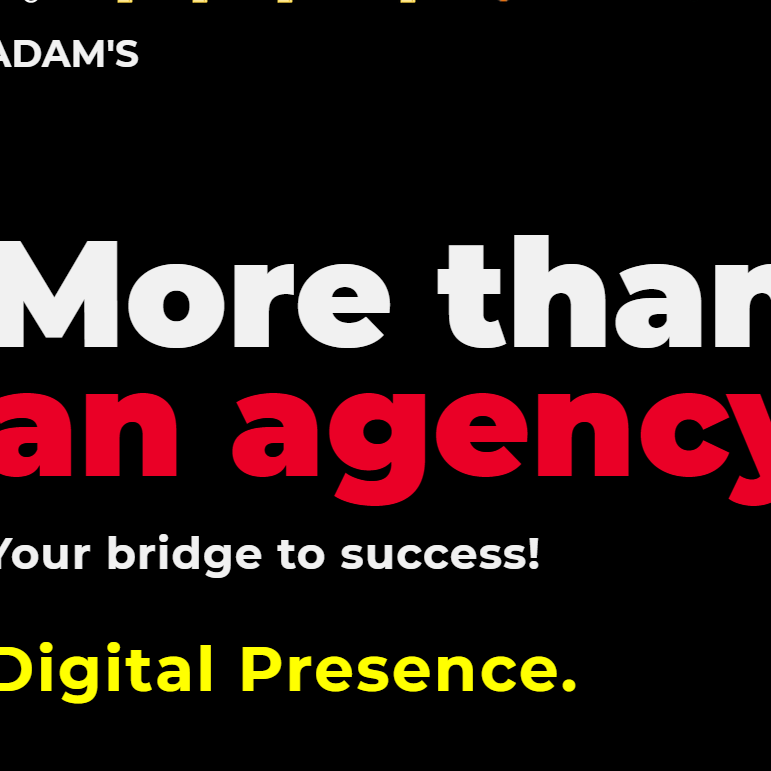 ADAM'S
More than
an agency
Your bridge to success!
Digital Presence.